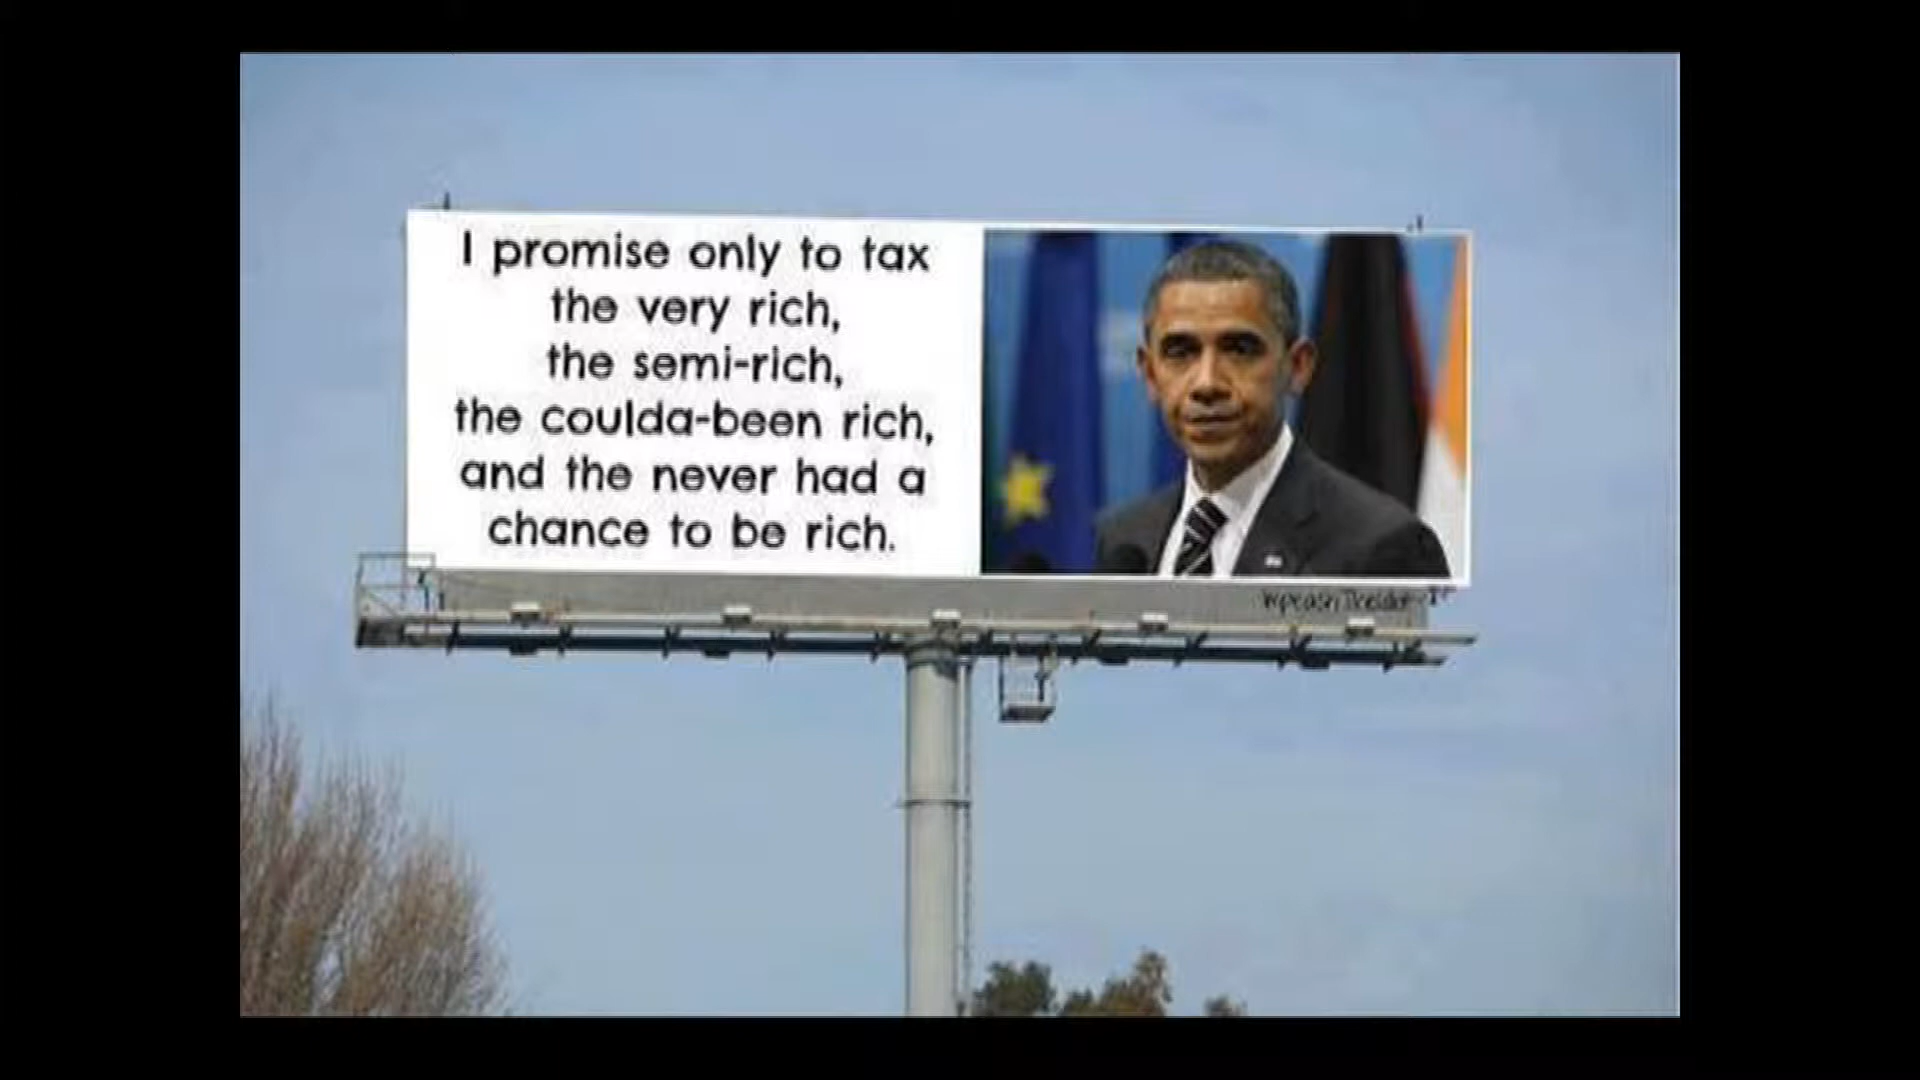 I promise only to tax
the very rich,
the semi-rich,
the coulda-been rich,
and the never had a
chance to be rich.